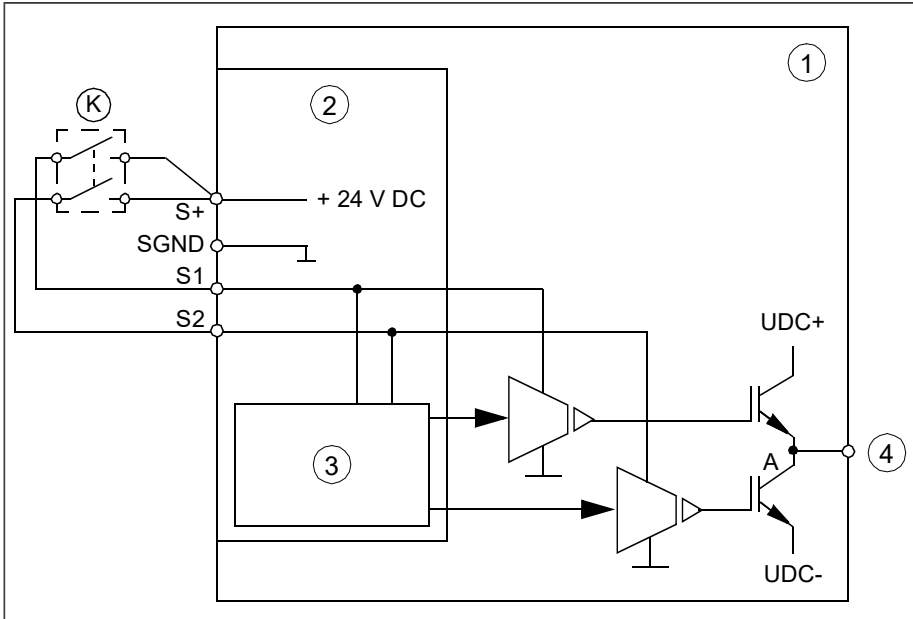 1
2
K
+ 24 V DC
S+
SGND
S1
S2
UDC+
3
A
4
UDC-